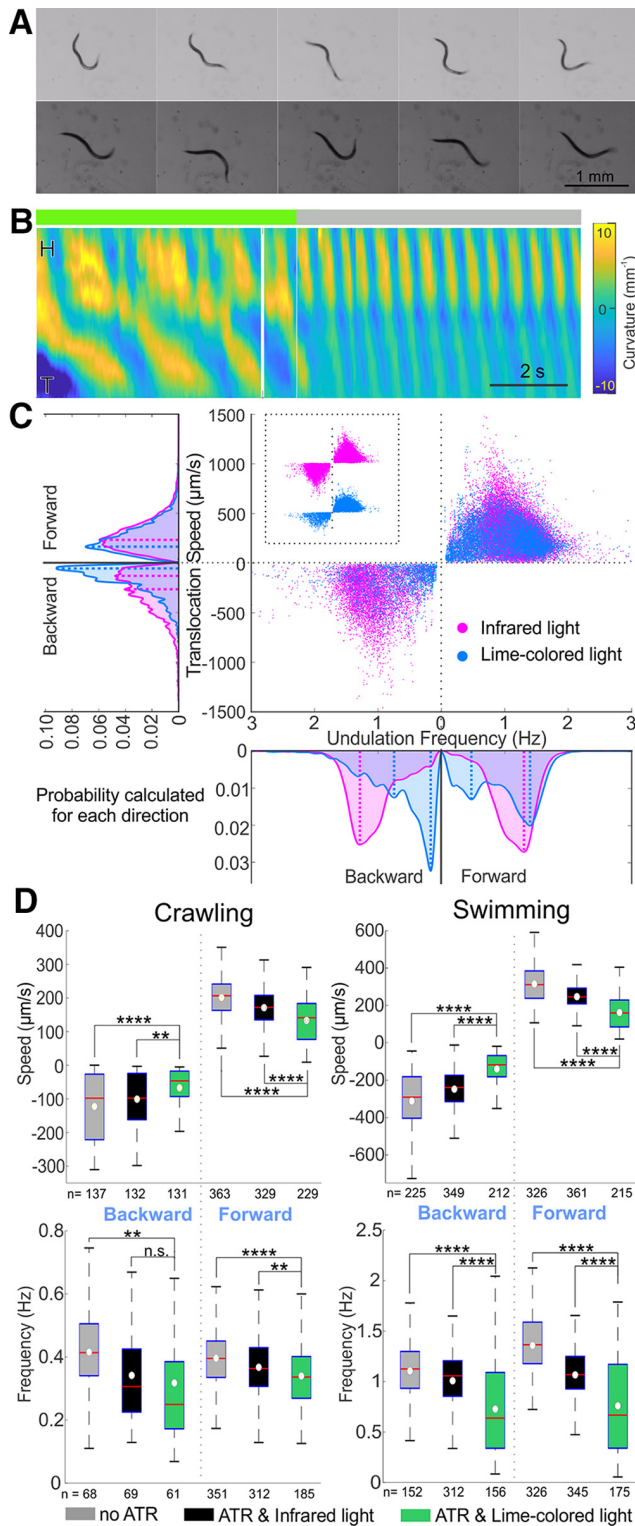 A
1 mm
B
H
T
2 s
10
0
-10
Curvature (mm⁻¹)
C
Forward
Backward
0.10
0.08
0.06
0.04
0.02
0
Translocation Speed (µm/s)
1500
1000
500
0
-500
-1000
-1500
Infrared light
Lime-colored light
3 2 1 0 1 2 3
Undulation Frequency (Hz)
Probability calculated
for each direction
0
0.01
0.02
0.03
Backward Forward
D
Crawling
Speed (µm/s)
400
300
200
100
0
-100
-200
-300
****
**
****
****
n= 137 132 131 363 329 229
Swimming
Speed (µm/s)
600
400
200
0
-200
-400
-600
****
****
****
****
n= 225 349 212 326 361 215
Backward Forward
Frequency (Hz)
0.8
0.6
0.4
0.2
0
**
n.s.
****
**
n = 68 69 61 351 312 185
Backward Forward
Frequency (Hz)
2.5
2
1.5
1
0.5
0
****
****
****
****
n= 152 312 156 326 345 175
no ATR ATR & Infrared light ATR & Lime-colored light